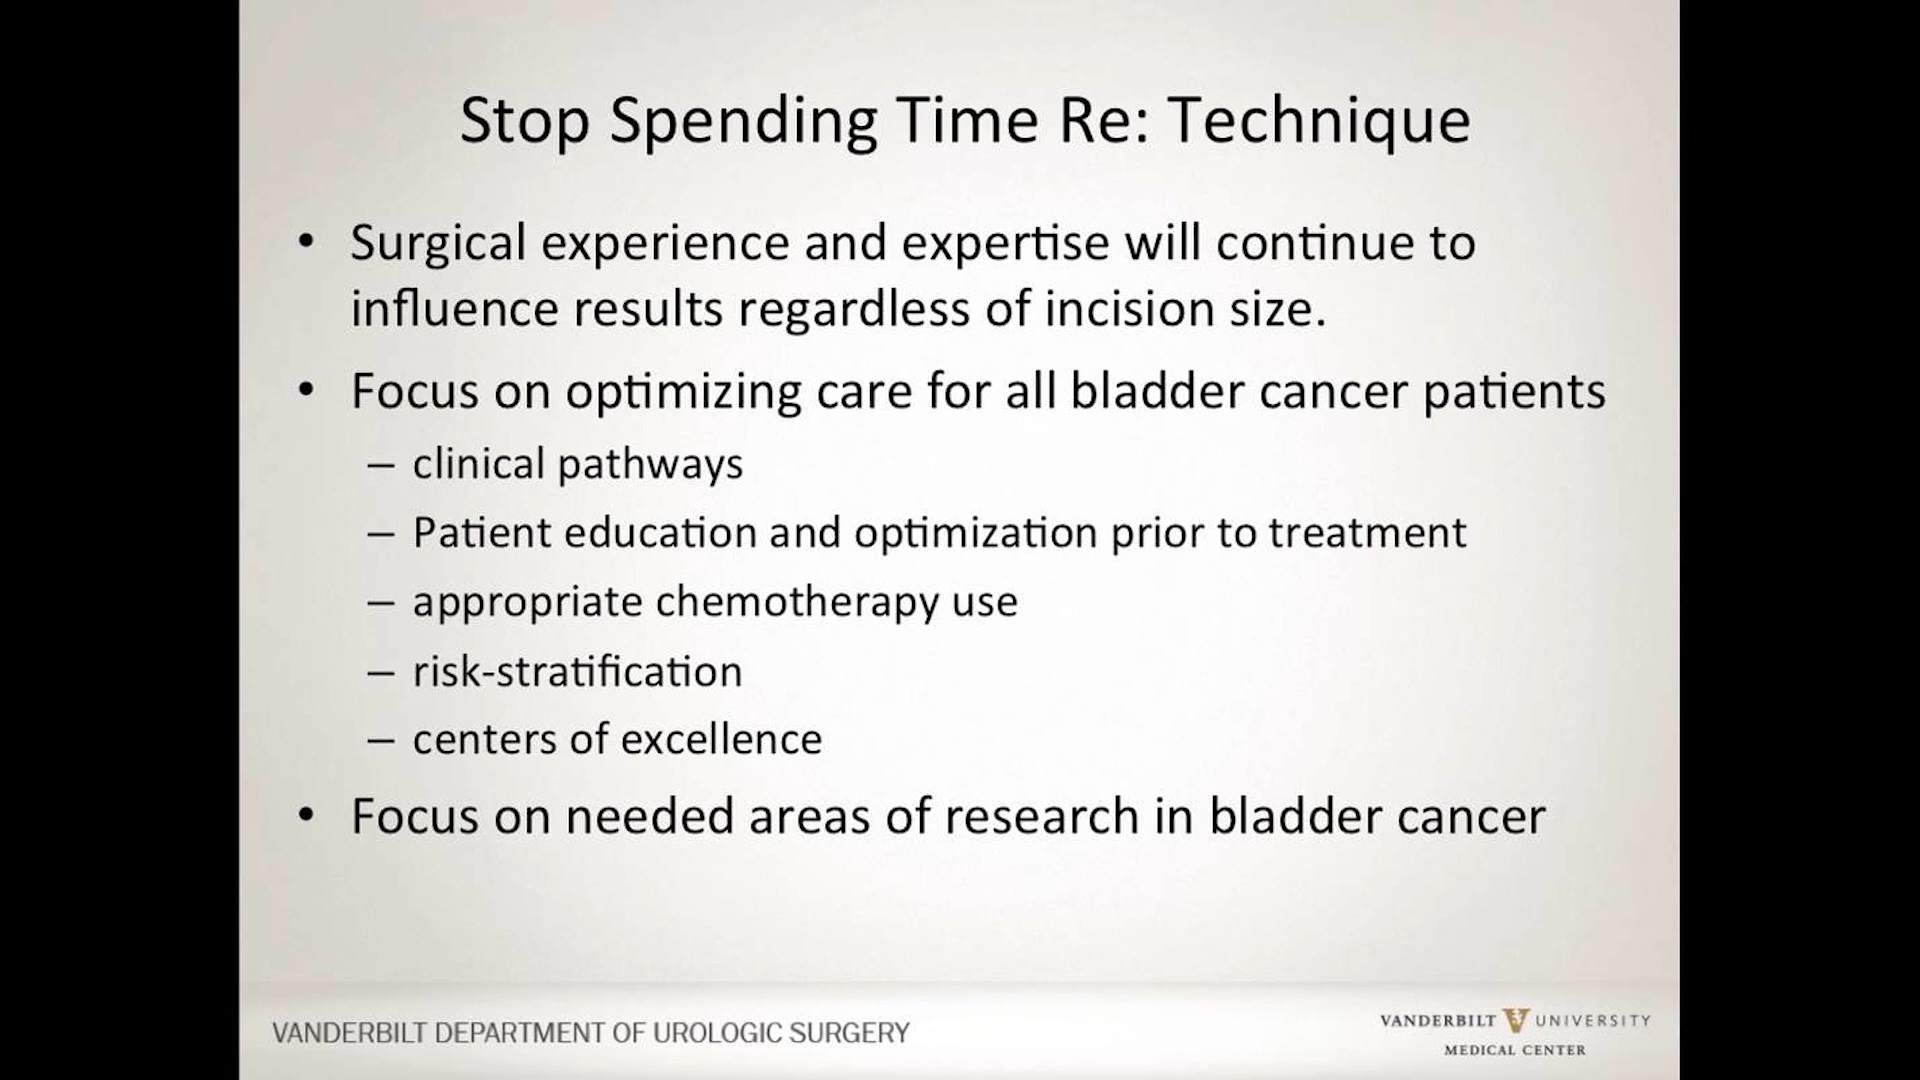 Stop Spending Time Re: Technique
• Surgical experience and expertise will continue to
influence results regardless of incision size.
• Focus on optimizing care for all bladder cancer patients
– clinical pathways
– Patient education and optimization prior to treatment
– appropriate chemotherapy use
– risk-stratification
– centers of excellence
• Focus on needed areas of research in bladder cancer
VANDERBILT DEPARTMENT OF UROLOGIC SURGERY
VANDERBILT V UNIVERSITY
MEDICAL CENTER